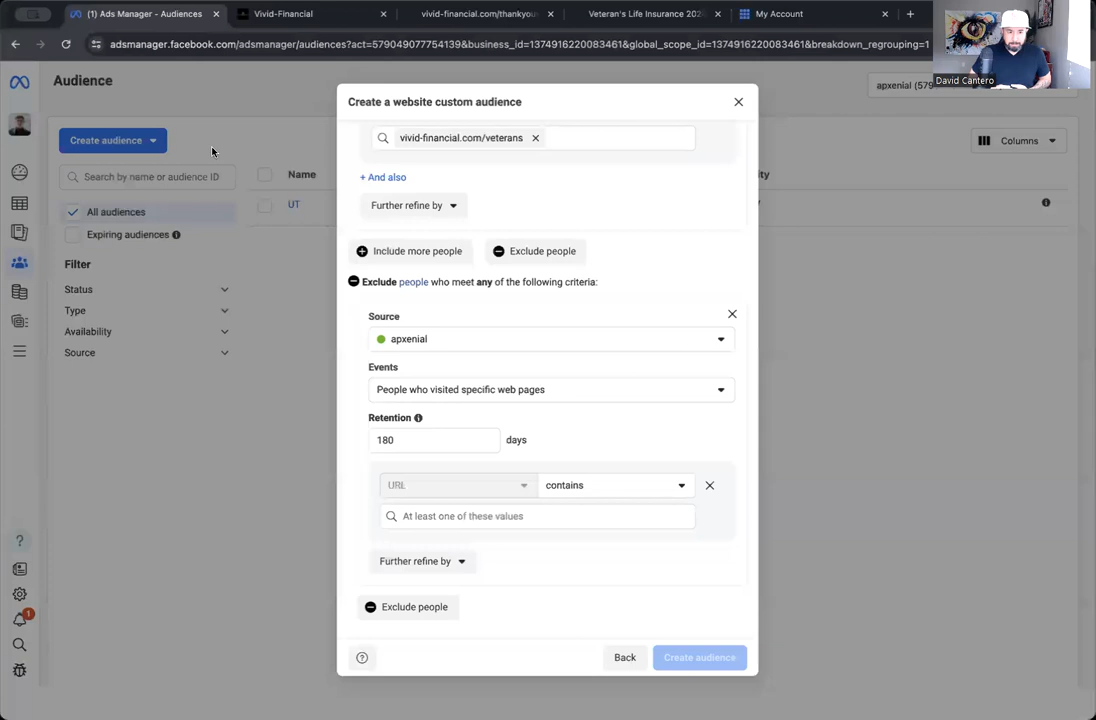 (1) Ads Manager - Audiences
Vivid-Financial
vivid-financial.com/thankyou
Veteran's Life Insurance 202
My Account
adsmanager.facebook.com/adsmanager/audiences?act=579049077754139&business_id=1374916220083461&global_scope_id=1374916220083461&breakdown_regrouping=1
David Cantero
Audience
apxenial (579
Create a website custom audience
Create audience
Columns
vivid-financial.com/veterans
Search by name or audience ID
Name
+ And also
All audiences
UT
Further refine by
Expiring audiences
Include more people
Exclude people
Filter
Exclude people who meet any of the following criteria:
Status
Type
Source
Availability
apxenial
Source
Events
People who visited specific web pages
Retention
180
days
URL
contains
At least one of these values
Further refine by
Exclude people
1
Back
Create audience